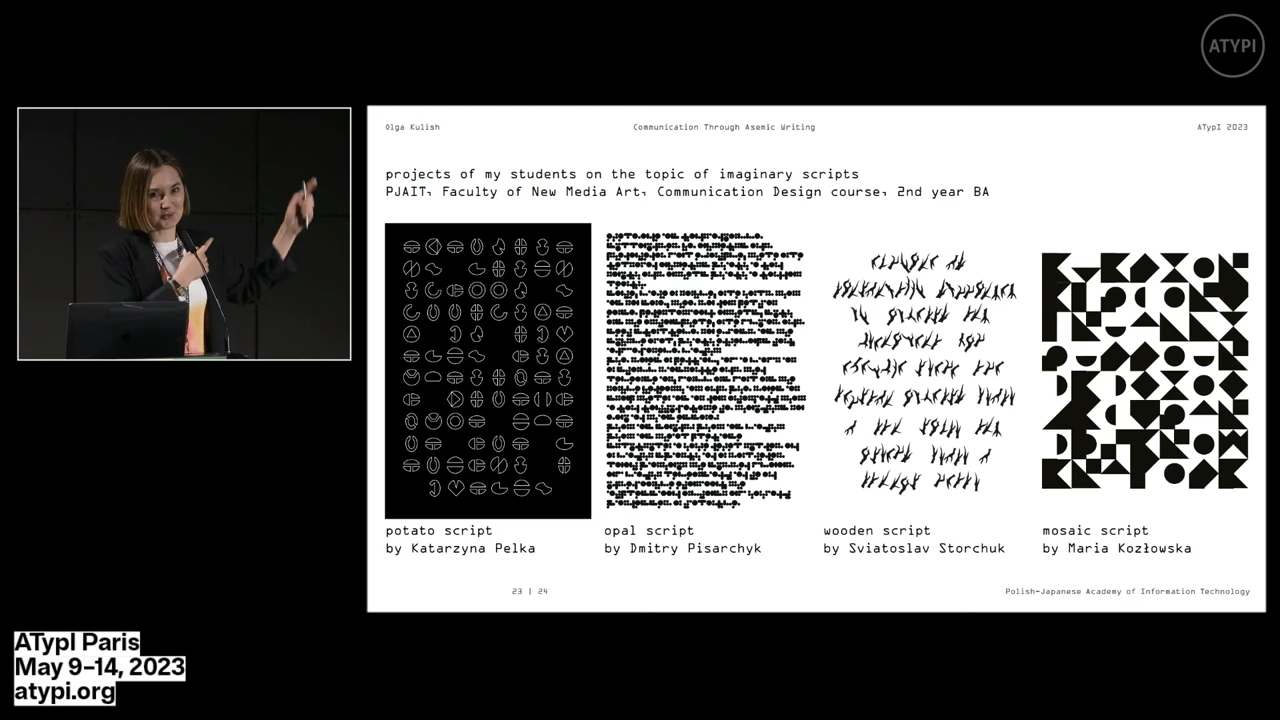 ATYPI
Olga Kulish
Communication Through Asemic Writing
ATypI 2023
projects of my students on the topic of imaginary scripts
PJAIT, Faculty of New Media Art, Communication Design course, 2nd year BA
potato script
by Katarzyna Pelka
opal script
by Dmitry Pisarchyk
wooden script
by Sviatoslav Storchuk
mosaic script
by Maria Kozłowska
23 | 24
Polish-Japanese Academy of Information Technology
ATypI Paris
May 9–14, 2023
atypi.org